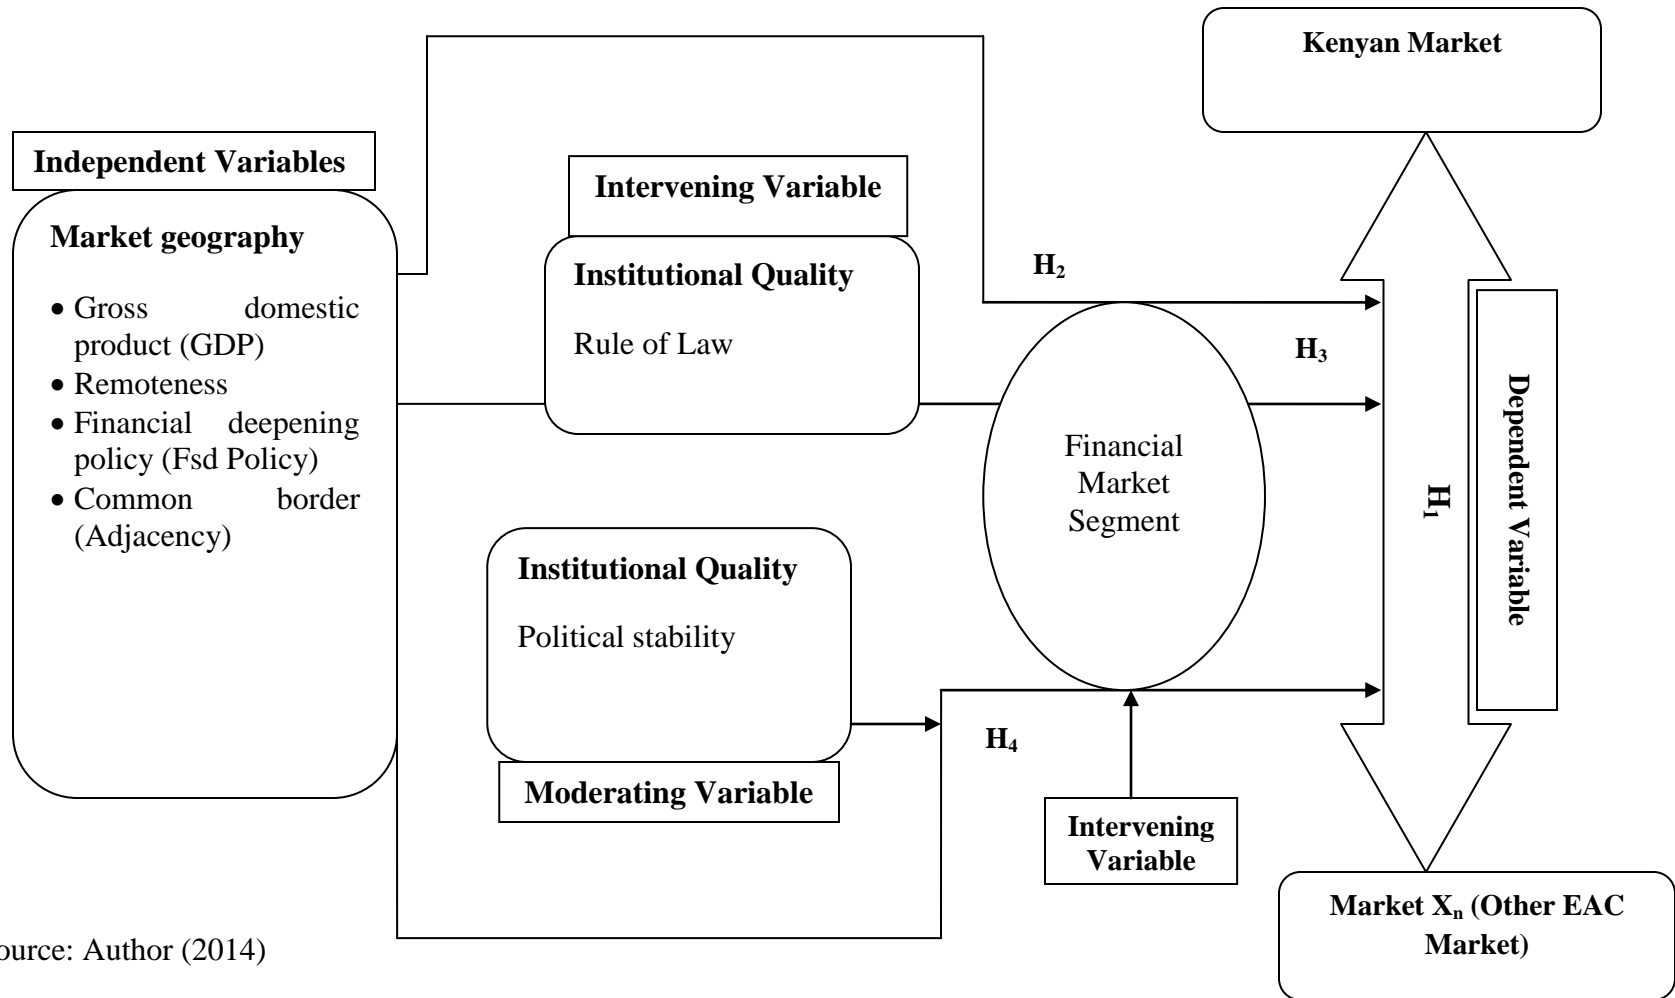 Kenyan Market
Independent Variables
Market geography
• Gross domestic
product (GDP)
• Remoteness
• Financial deepening
policy (Fsd Policy)
• Common border
(Adjacency)
Intervening Variable
Institutional Quality
Rule of Law
Institutional Quality
Political stability
Moderating Variable
H2
H3
Financial
Market
Segment
H4
Intervening
Variable
H1
Dependent Variable
Market Xn (Other EAC
Market)
ource: Author (2014)